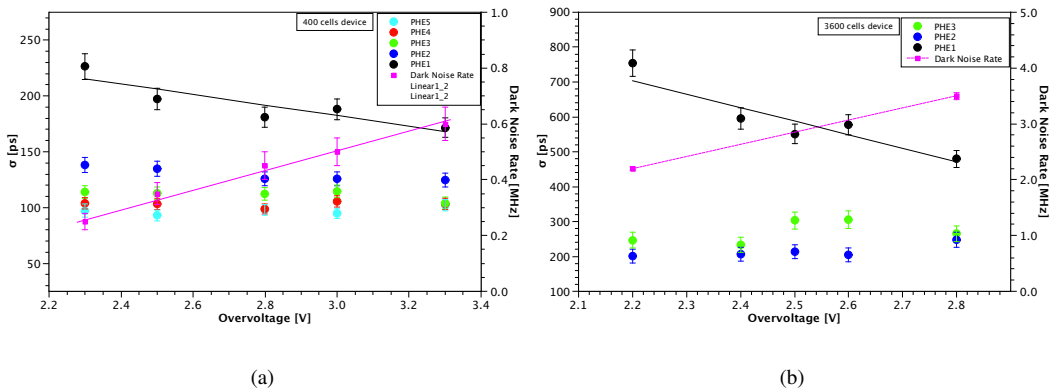 400 cells device
PHE5
PHE4
PHE3
PHE2
PHE1
Dark Noise Rate
Linear1_2
Linear1_2
σ [ps]
250
200
150
100
50
1.0
0.8
0.6
0.4
0.2
0.0
Dark Noise Rate [MHz]
2.2 2.4 2.6 2.8 3.0 3.2 3.4
Overvoltage [V]
(a)
3600 cells device
PHE3
PHE2
PHE1
Dark Noise Rate
σ [ps]
900
800
700
600
500
400
300
200
100
5.0
4.0
3.0
2.0
1.0
0.0
Dark Noise Rate [MHz]
2.1 2.2 2.3 2.4 2.5 2.6 2.7 2.8 2.9
Overvoltage [V]
(b)